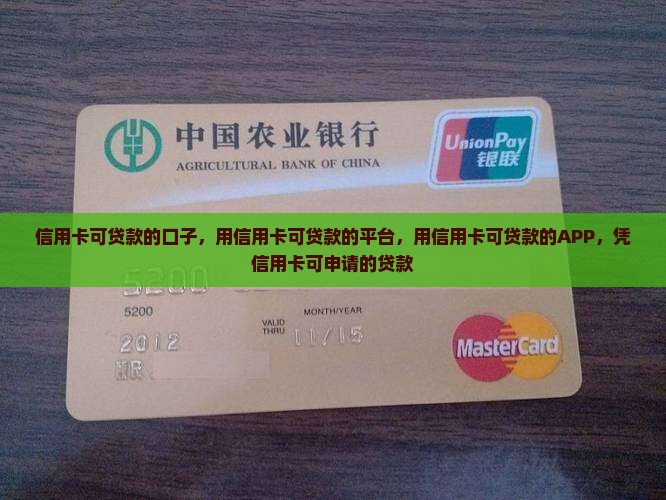 中国农业银行
AGRICULTURAL BANK OF CHINA
UnionPay
银联
信用卡可贷款的口子，用信用卡可贷款的平台，用信用卡可贷款的APP，凭
信用卡可申请的贷款
5200
5200
MONTH/YEAR
VALID
THRU
11/15
2012
MR
MasterCard